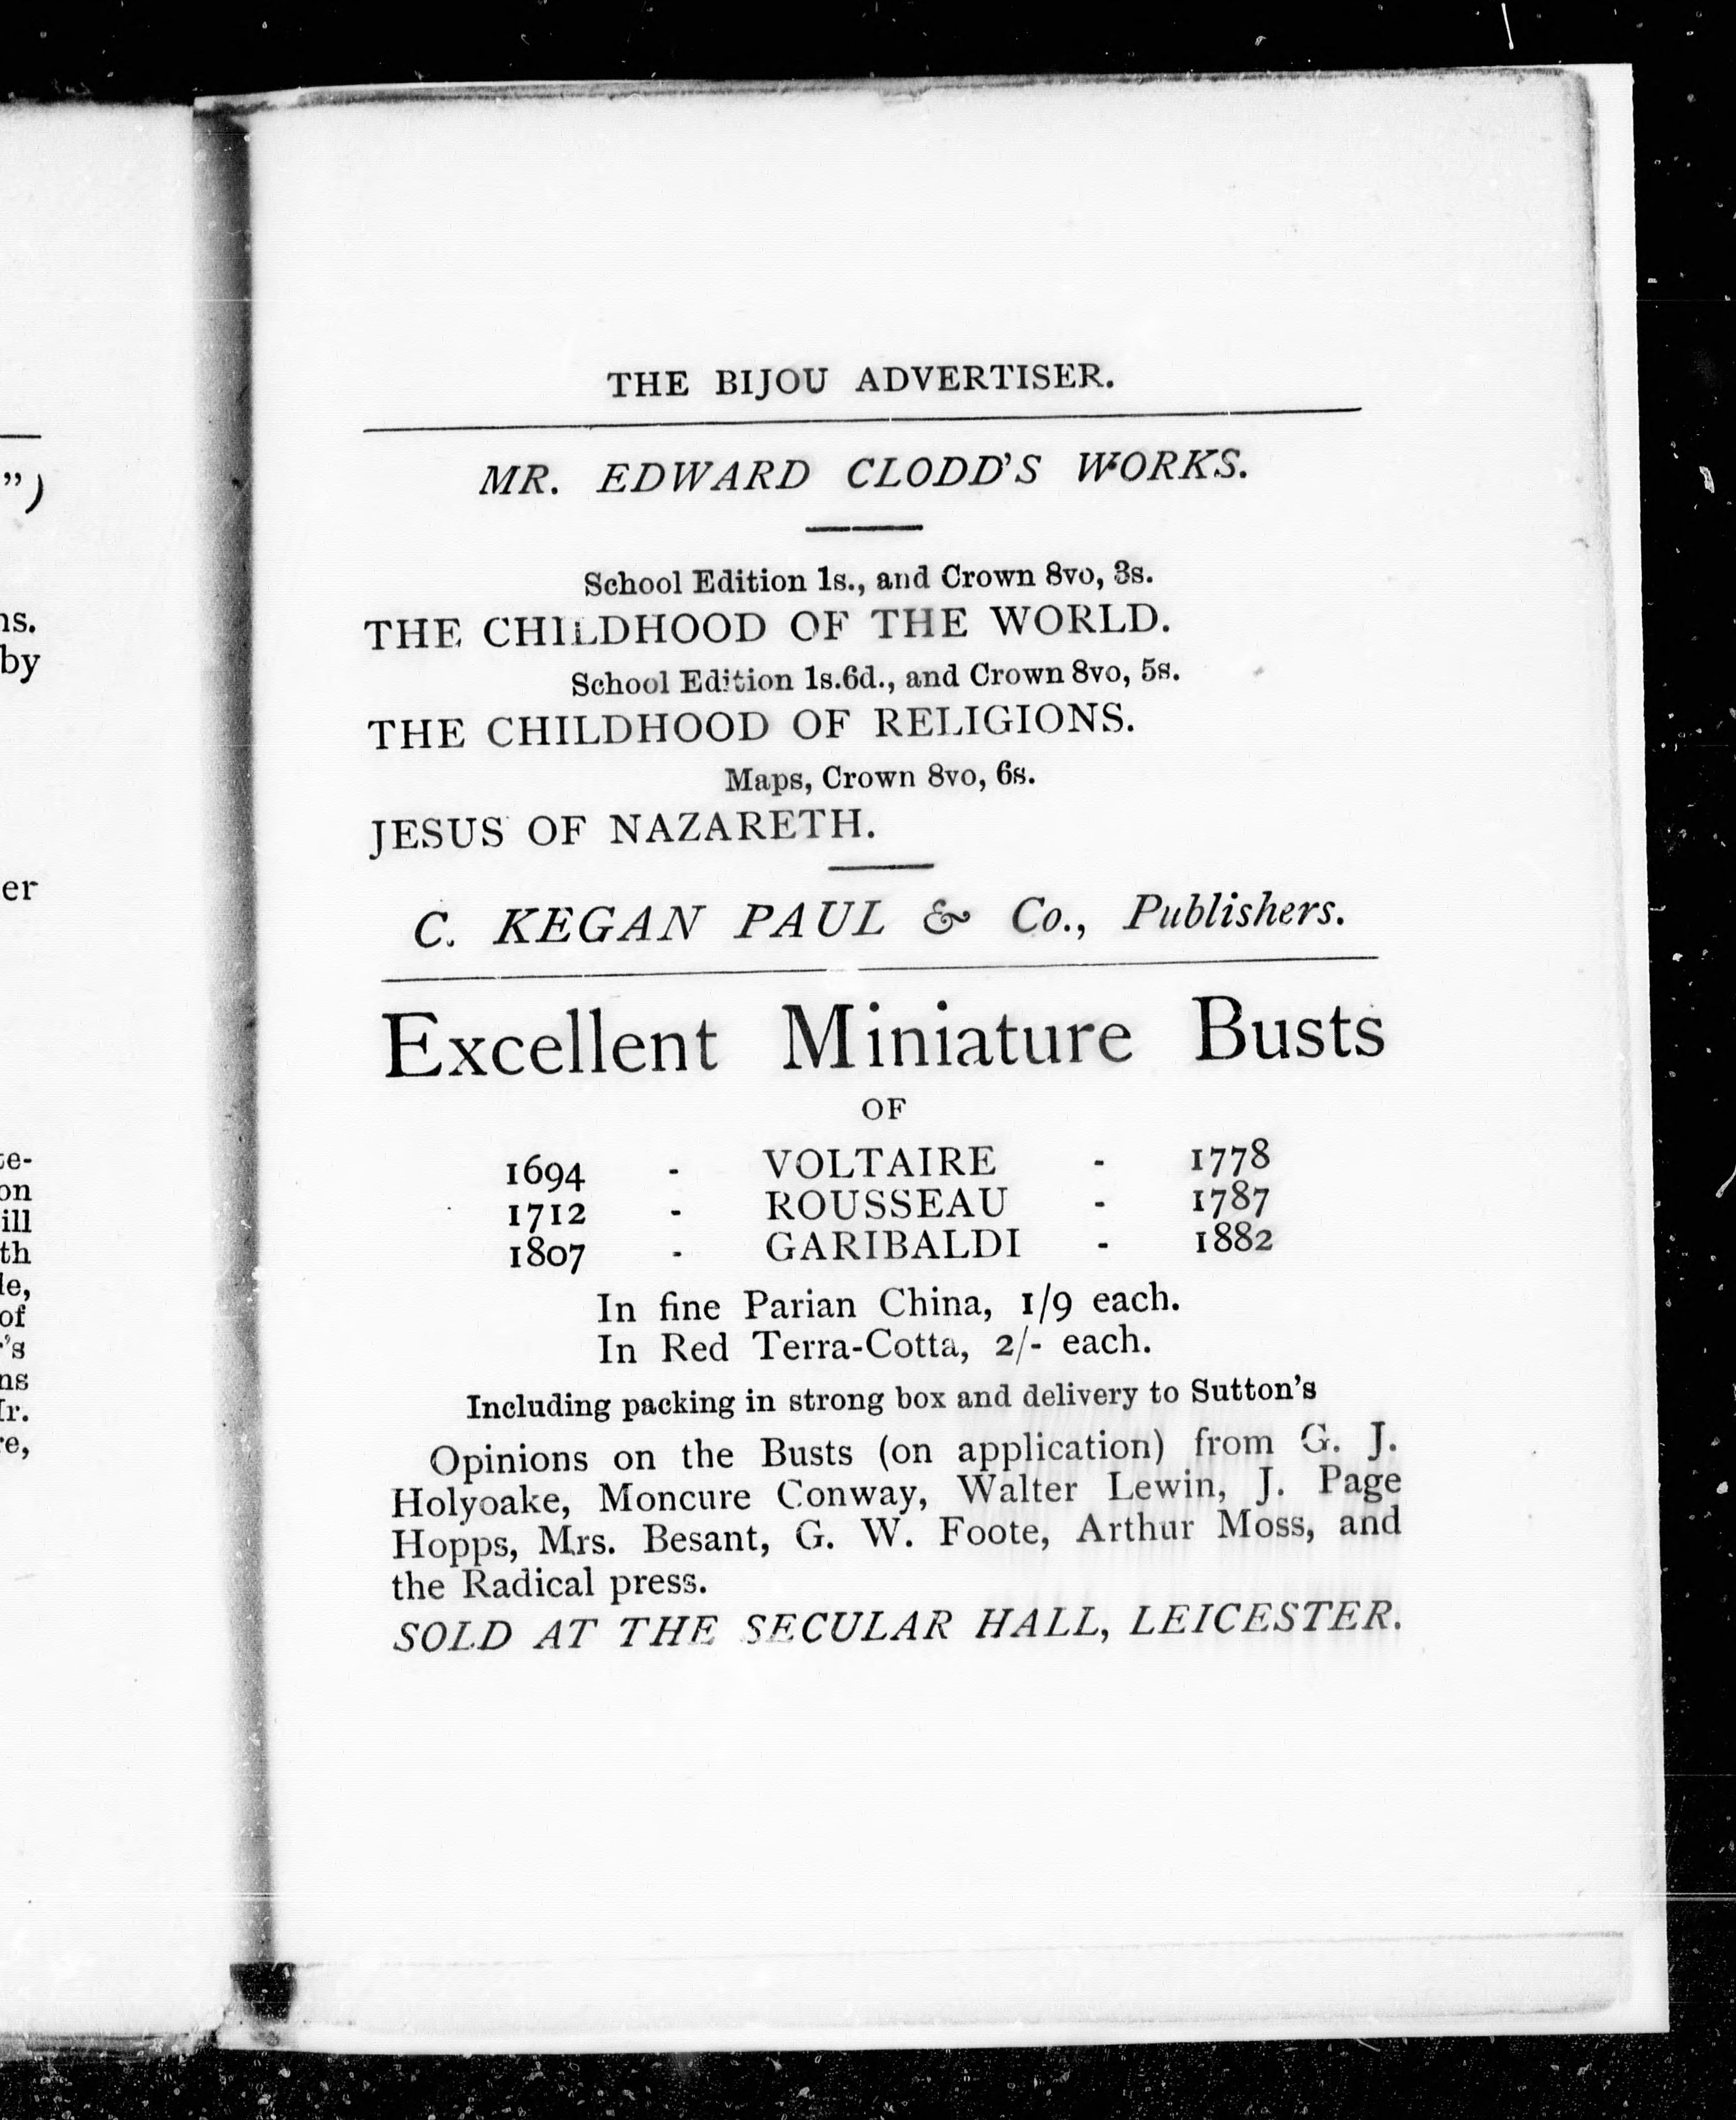 THE BIJOU ADVERTISER.
MR. EDWARD CLODD'S WORKS.
School Edition 1s., and Crown 8vo, 3s.
THE CHILDHOOD OF THE WORLD.
School Edition 1s.6d., and Crown 8vo, 5s.
THE CHILDHOOD OF RELIGIONS.
Maps, Crown 8vo, 6s.
JESUS OF NAZARETH.
C. KEGAN PAUL & Co., Publishers.
Excellent Miniature Busts
OF
1694 - VOLTAIRE - 1778
1712 - ROUSSEAU - 1787
1807 - GARIBALDI - 1882
In fine Parian China, 1/9 each.
In Red Terra-Cotta, 2/- each.
Including packing in strong box and delivery to Sutton's
Opinions on the Busts (on application) from G. J.
Holyoake, Moncure Conway, Walter Lewin, J. Page
Hopps, Mrs. Besant, G. W. Foote, Arthur Moss, and
the Radical press.
SOLD AT THE SECULAR HALL, LEICESTER.